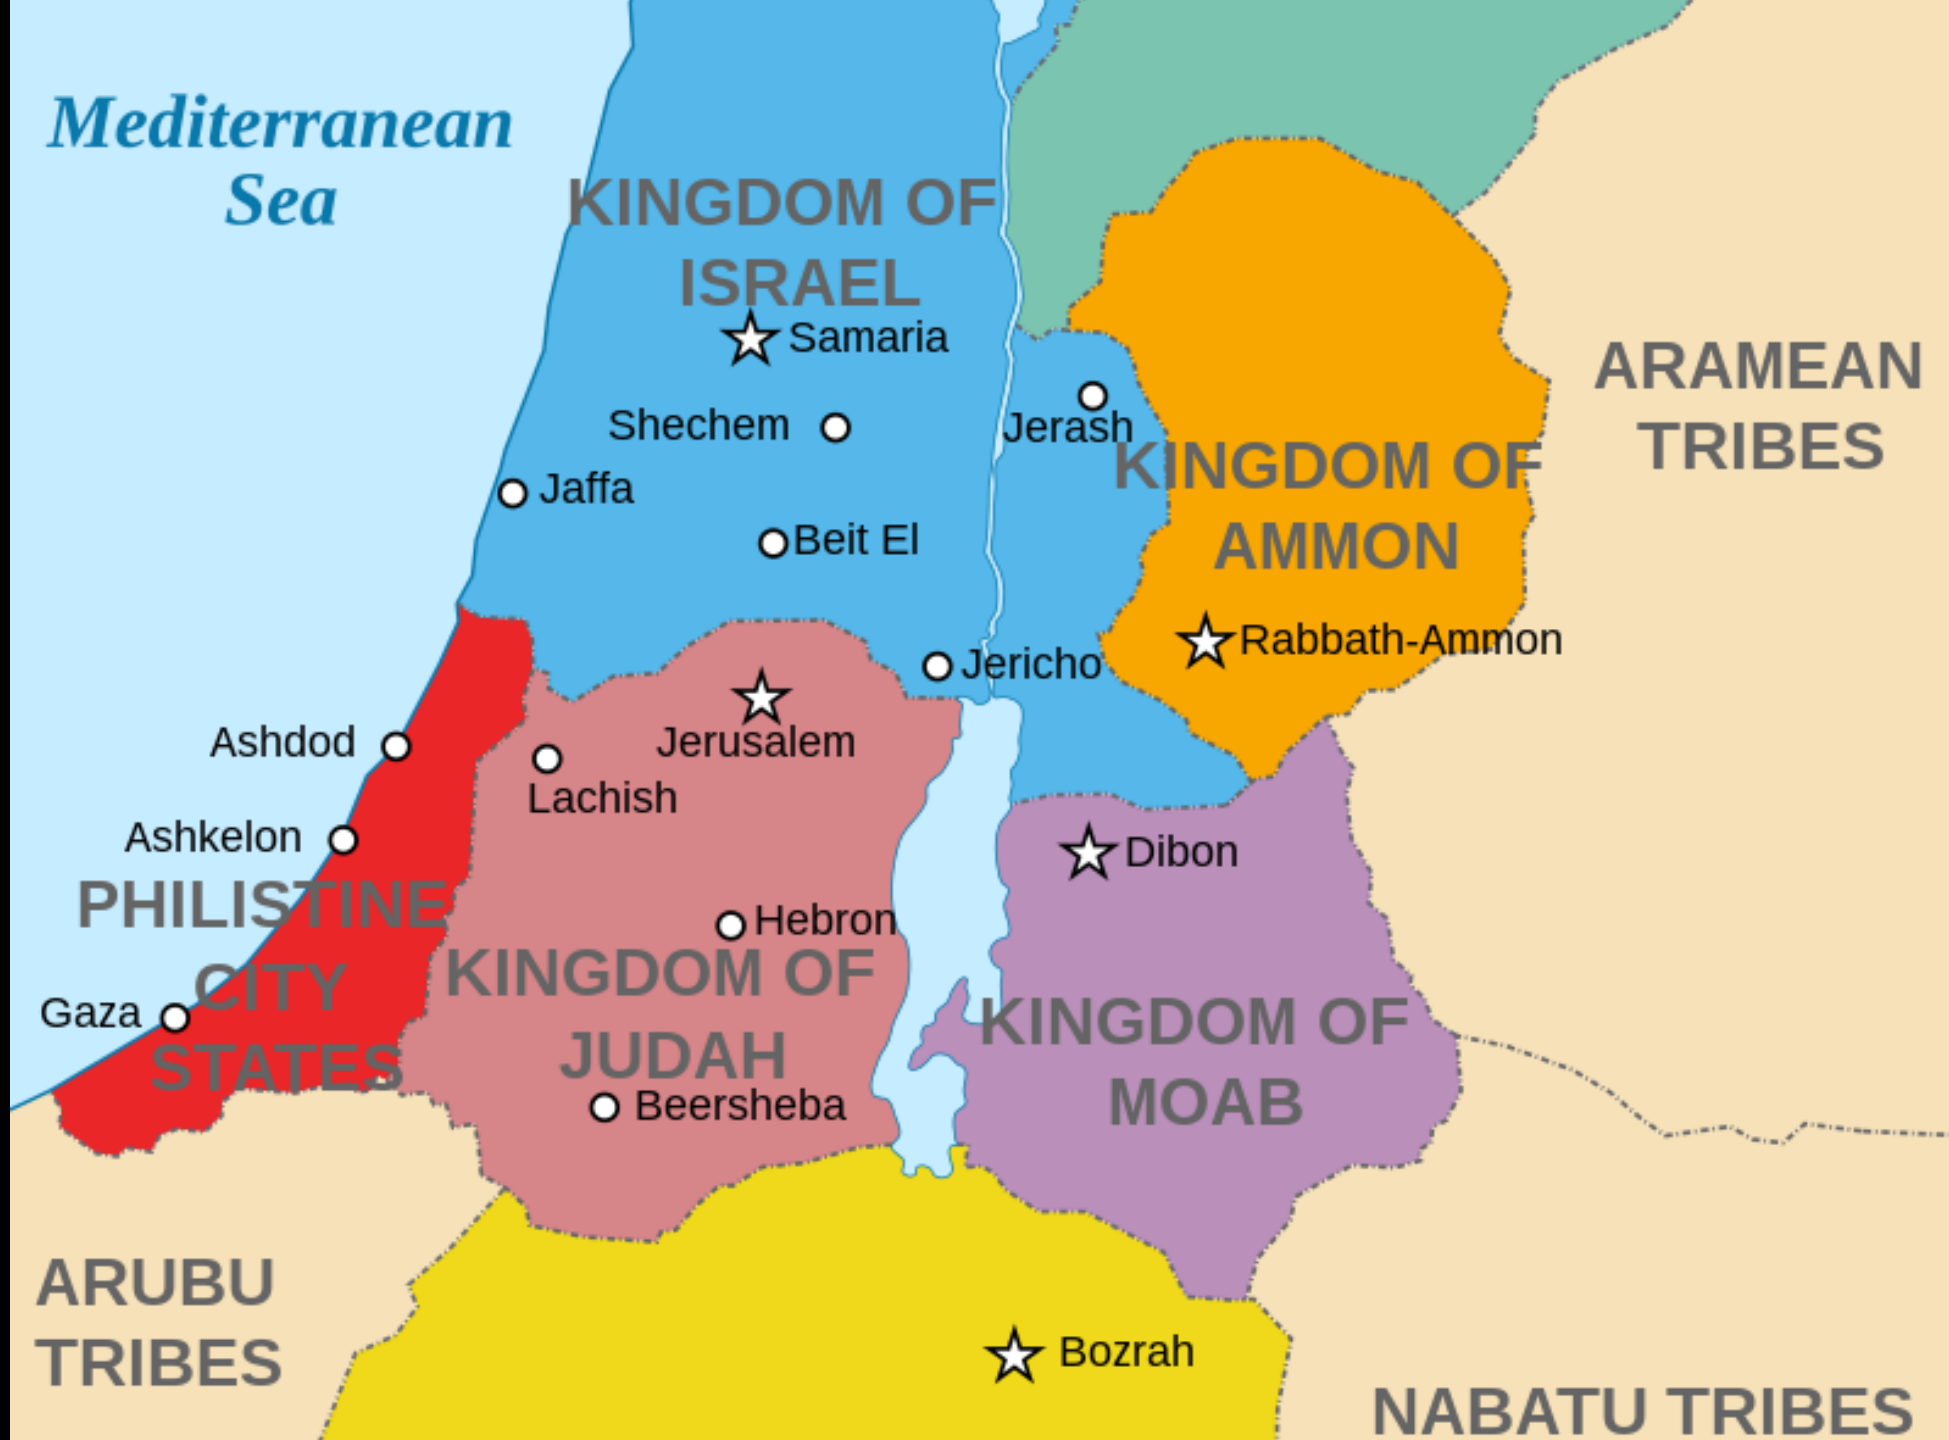 Mediterranean
Sea
KINGDOM OF
ISRAEL
Samaria
Shechem
Jerash
Jaffa
Beit El
KINGDOM OF
AMMON
ARAMEAN
TRIBES
Rabbath-Ammon
Jericho
Jerusalem
Ashdod
Lachish
Ashkelon
PHILISTINE
CITY
STATES
Gaza
Dibon
Hebron
KINGDOM OF
JUDAH
Beersheba
KINGDOM OF
MOAB
ARUBU
TRIBES
Bozrah
NABATU TRIBES